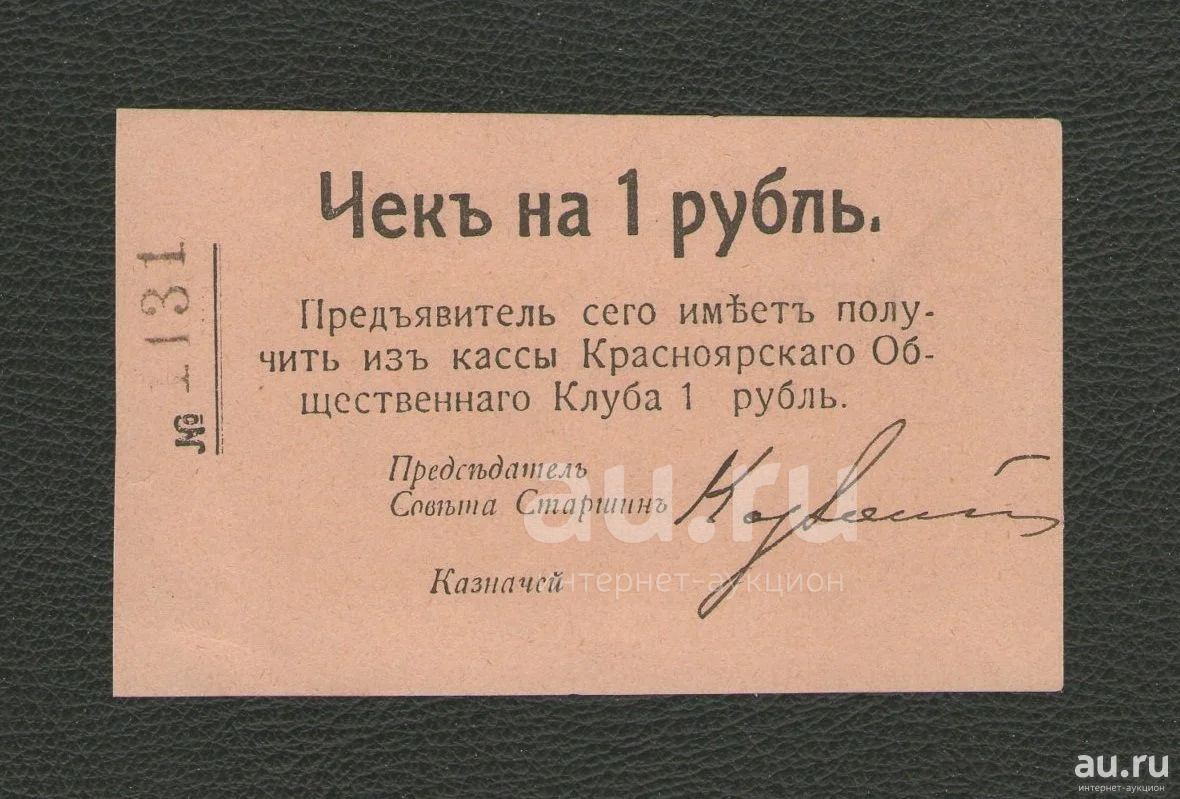 Чекъ на 1 рубль.
№ 1131
Предъявитель сего имѣетъ полу-
чить изъ кассы Красноярскаго Об-
щественнаго Клуба 1 рубль.
Предсѣдатель
Совѣта Старшинъ
Казначей
au.ru
интернет-аукцион
au.ru
интернет-аукцион